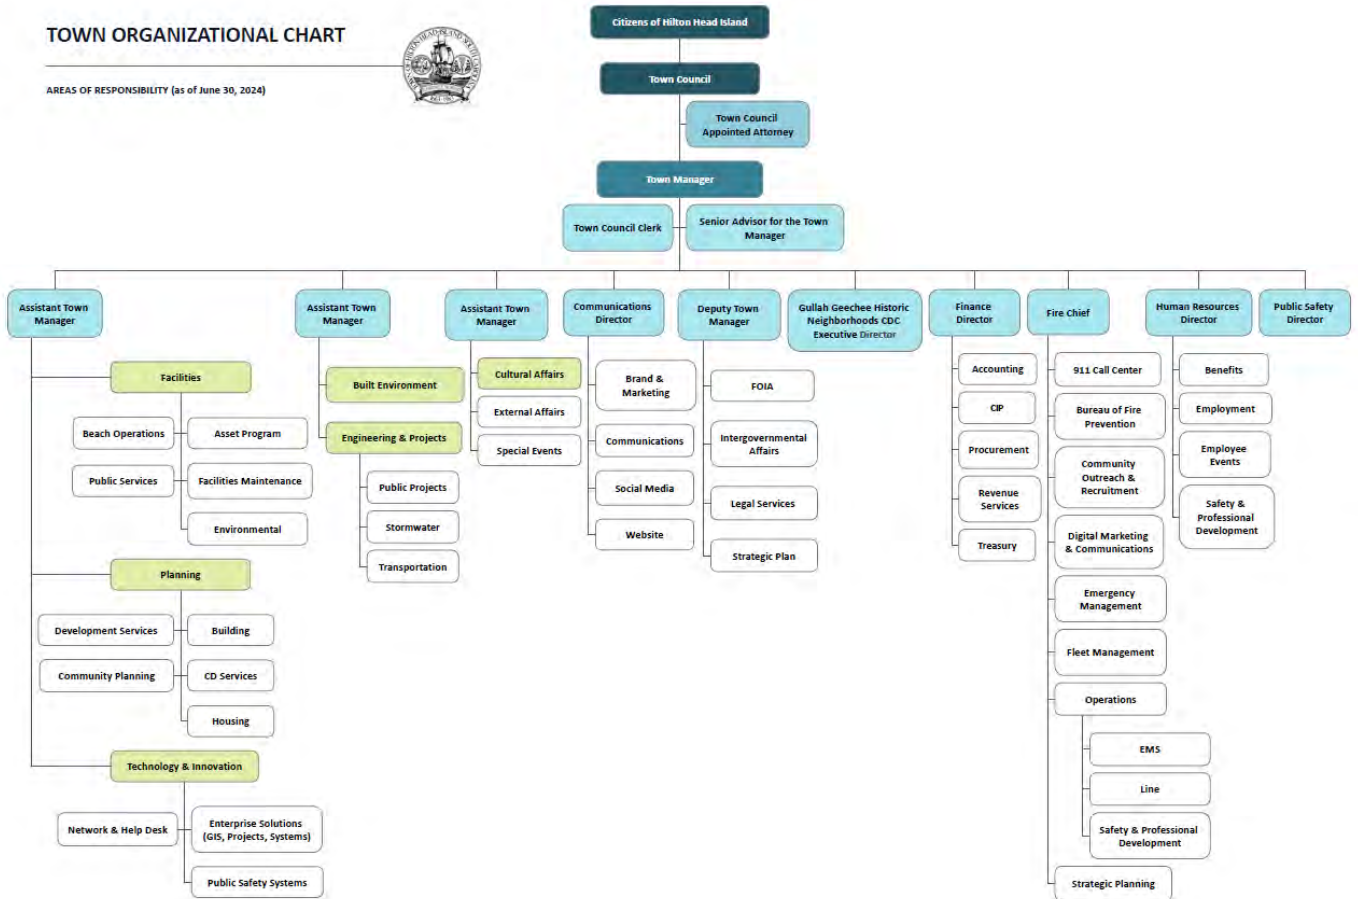 TOWN ORGANIZATIONAL CHART
AREAS OF RESPONSIBILITY (as of June 30, 2024)
Citizens of Hilton Head Island
Town Council
Town Council
Appointed Attorney
Town Manager
Town Council Clerk
Senior Advisor for the Town
Manager
Assistant Town
Manager
Facilities
Beach Operations
Asset Program
Public Services
Facilities Maintenance
Environmental
Planning
Development Services
Building
Community Planning
CD Services
Housing
Technology & Innovation
Network & Help Desk
Enterprise Solutions
(GIS, Projects, Systems)
Public Safety Systems
Assistant Town
Manager
Built Environment
Engineering & Projects
Public Projects
Stormwater
Transportation
Assistant Town
Manager
Cultural Affairs
External Affairs
Special Events
Communications
Director
Brand &
Marketing
Communications
Social Media
Website
Deputy Town
Manager
FOIA
Intergovernmental
Affairs
Legal Services
Strategic Plan
Gullah Geechee Historic
Neighborhoods CDC
Executive Director
Finance
Director
Accounting
CIP
Procurement
Revenue
Services
Treasury
Fire Chief
911 Call Center
Bureau of Fire
Prevention
Community
Outreach &
Recruitment
Digital Marketing
& Communications
Emergency
Management
Fleet Management
Operations
EMS
Line
Safety & Professional
Development
Strategic Planning
Human Resources
Director
Benefits
Employment
Employee
Events
Safety &
Professional
Development
Public Safety
Director